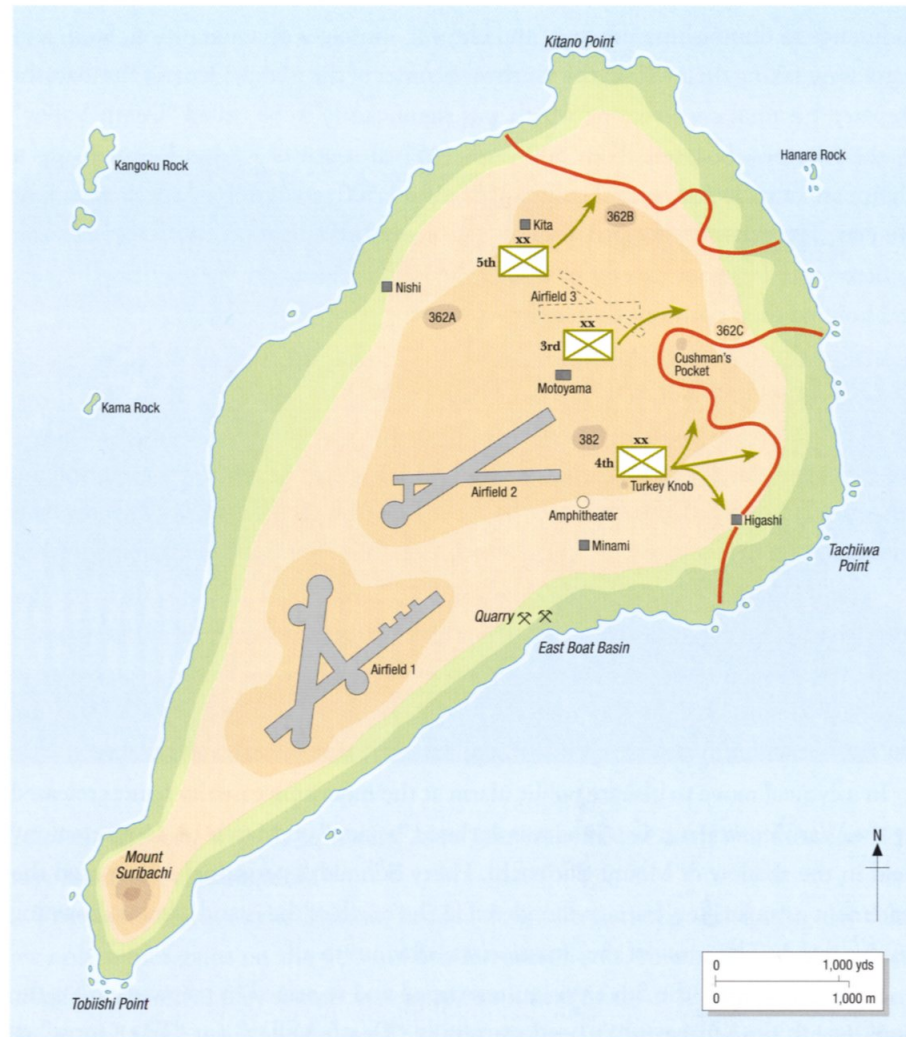 Kitano Point
Kangoku Rock
Hanare Rock
362B
Kita
xx
5th
Nishi
Airfield 3
362A
xx
3rd
362C
Cushman's
Pocket
Motoyama
Kama Rock
382
xx
4th
Airfield 2
Turkey Knob
Amphitheater
Higashi
Minami
Tachiiwa
Point
Quarry
East Boat Basin
Airfield 1
N
Mount
Suribachi
0 1,000 yds
0 1,000 m
Tobiishi Point